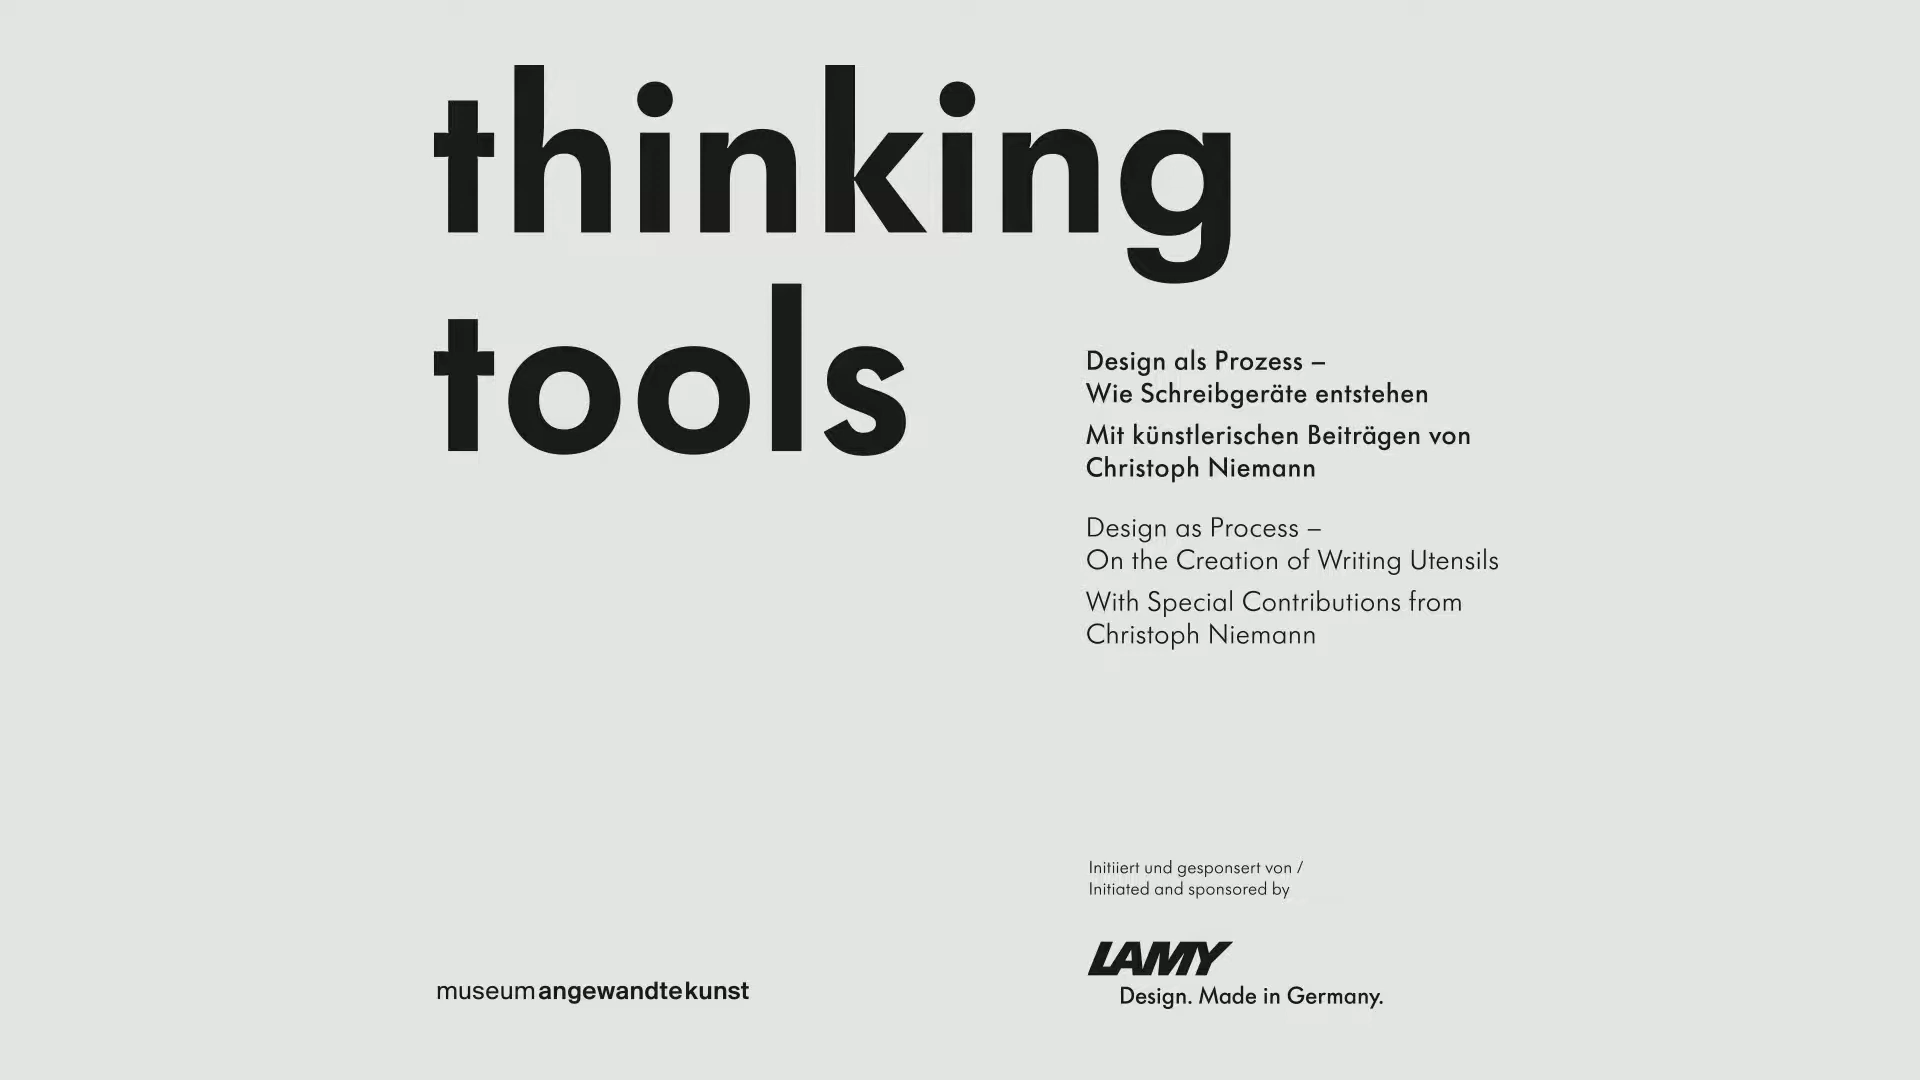 thinking
tools
Design als Prozess –
Wie Schreibgeräte entstehen
Mit künstlerischen Beiträgen von
Christoph Niemann
Design as Process –
On the Creation of Writing Utensils
With Special Contributions from
Christoph Niemann
Initiiert und gesponsert von /
Initiated and sponsored by
LAMY
Design. Made in Germany.
museumangewandtekunst